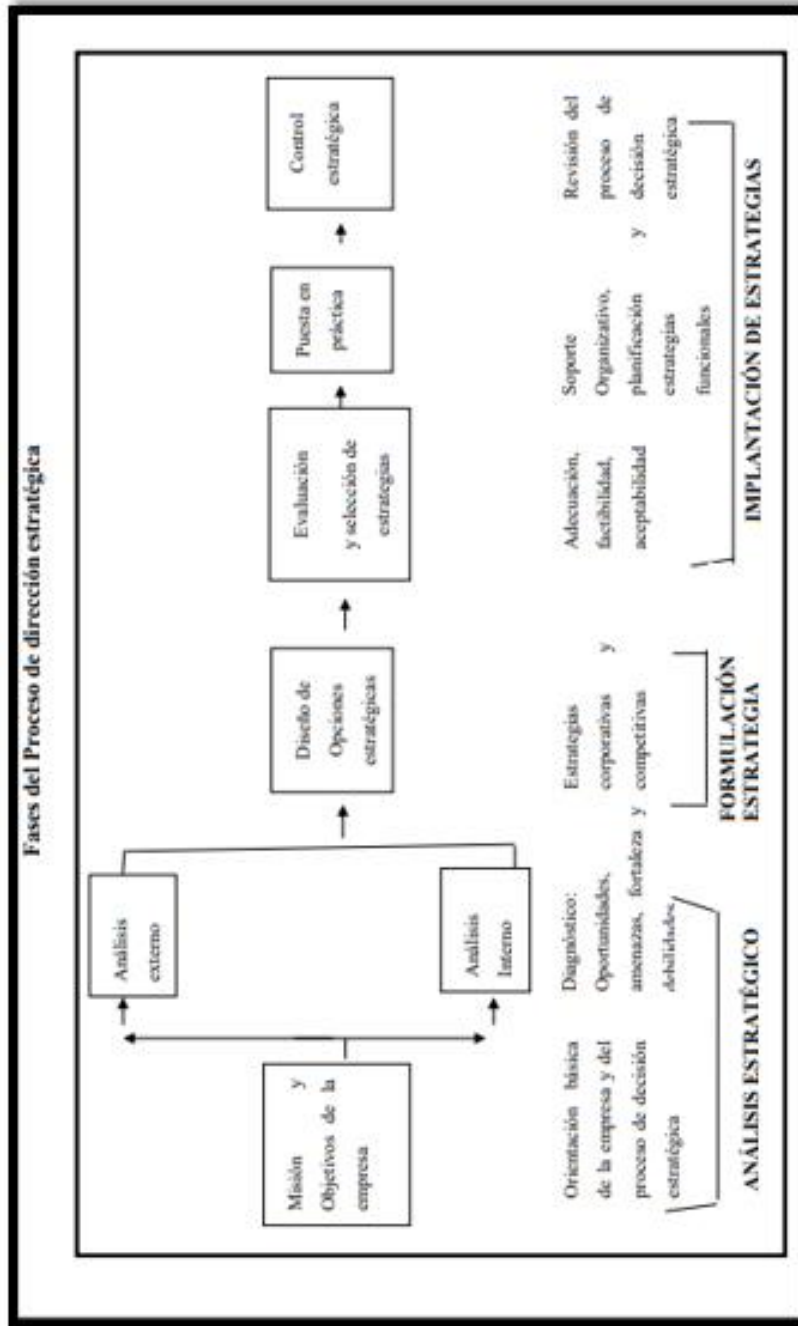 Fases del Proceso de dirección estratégica
Misión y
Objetivos de la
empresa
Análisis
externo
Análisis
Interno
Diseño de
Opciones
estratégicas
Evaluación
y selección de
estrategias
Puesta en
práctica
Control
estratégica
Orientación básica
de la empresa y del
proceso de decisión
estratégica
Diagnóstico:
Oportunidades,
amenazas, fortaleza y
debilidades.
Estrategias
corporativas y
competitivas
Adecuación,
factibilidad,
aceptabilidad
Soporte
Organizativo,
planificación y
estrategias
funcionales
Revisión del
proceso de
decisión
estratégica
ANÁLISIS ESTRATÉGICO
FORMULACIÓN
ESTRATEGIA
IMPLANTACIÓN DE ESTRATEGIAS